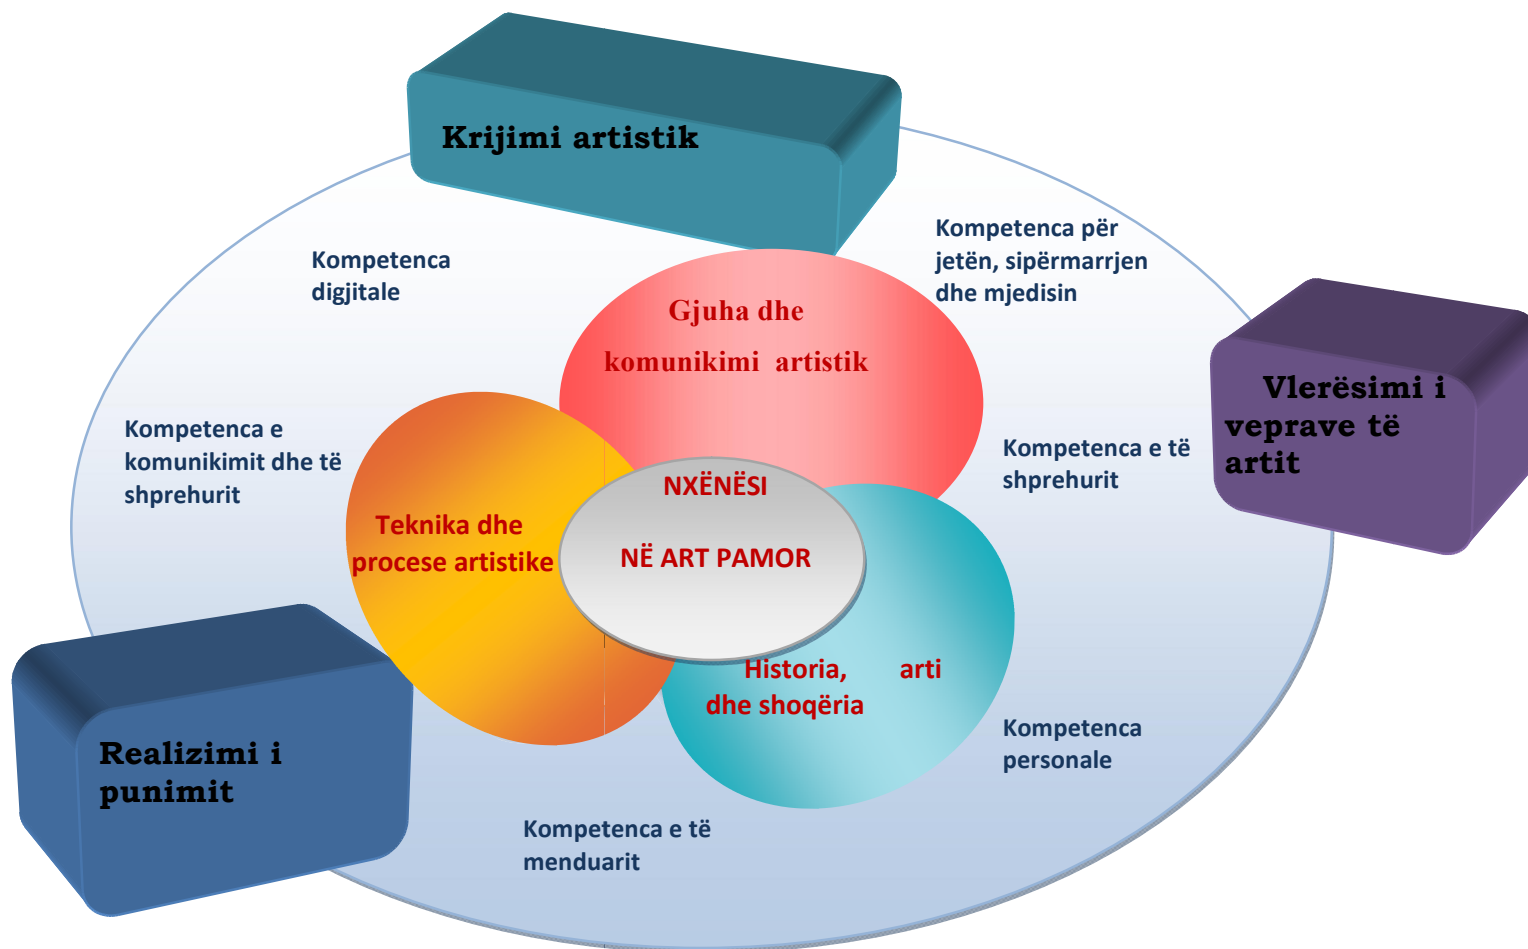 Krijimi artistik
Kompetenca për
jetën, sipërmarrjen
dhe mjedisin
Kompetenca
digjitale
Gjuha dhe
komunikimi artistik
Vlerësimi i
veprave të
artit
Kompetenca e
komunikimit dhe të
shprehurit
Kompetenca e të
shprehurit
NXËNËSI
NË ART PAMOR
Teknika dhe
procese artistike
Historia, arti
dhe shoqëria
Kompetenca
personale
Realizimi i
punimit
Kompetenca e të
menduarit